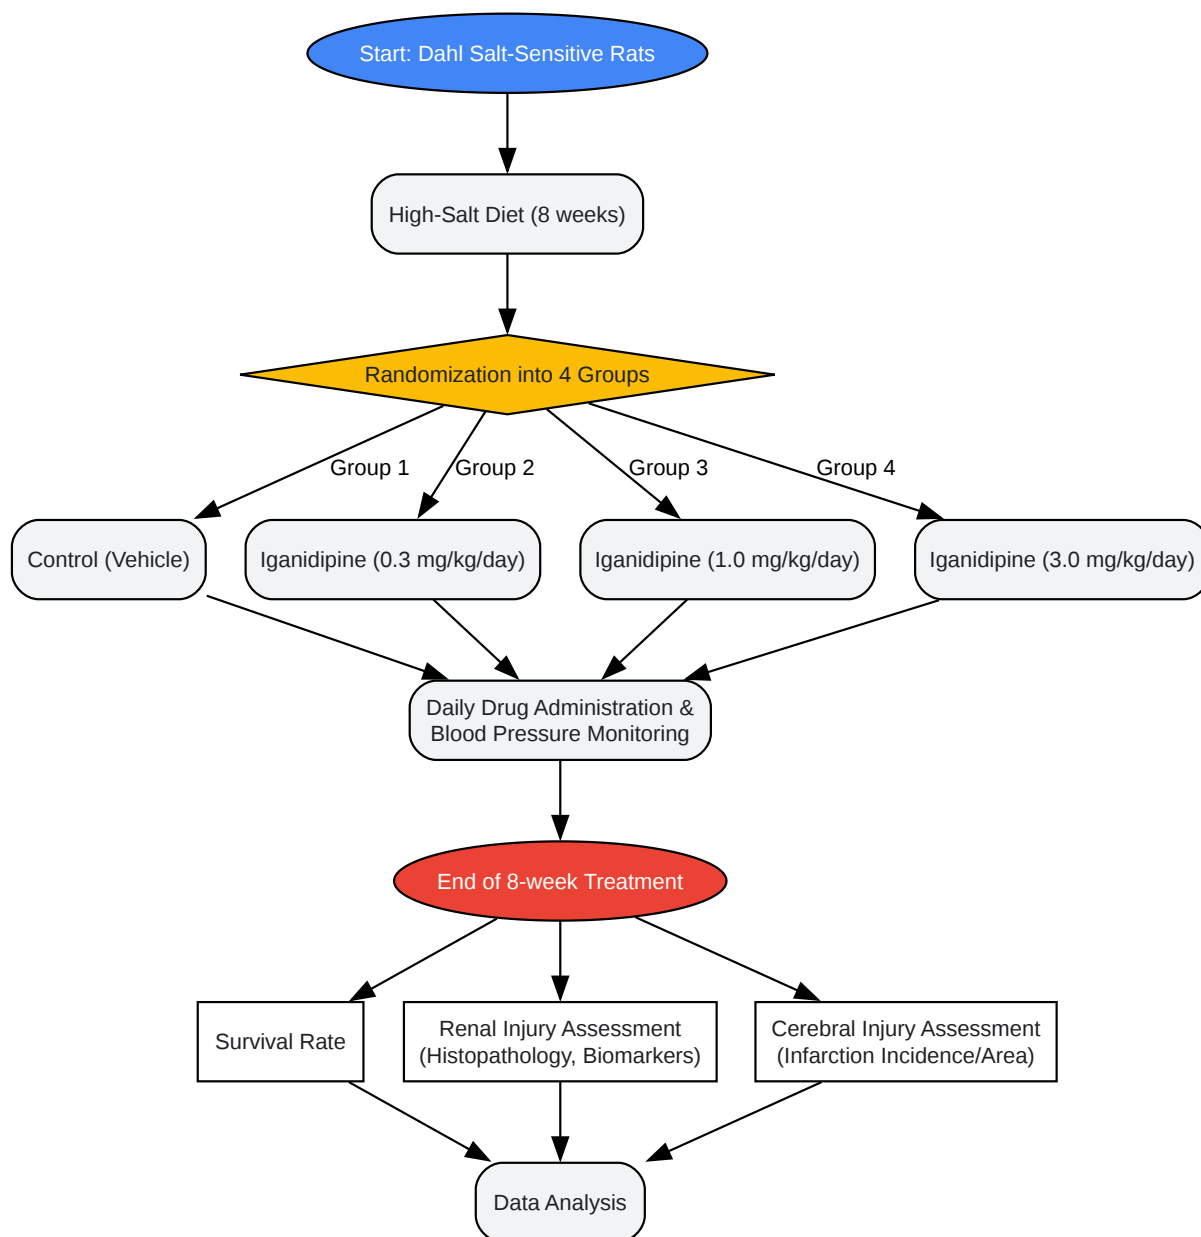 Start: Dahl Salt-Sensitive Rats
High-Salt Diet (8 weeks)
Randomization into 4 Groups
Group 1
Group 2
Group 3
Group 4
Control (Vehicle)
Iganidipine (0.3 mg/kg/day)
Iganidipine (1.0 mg/kg/day)
Iganidipine (3.0 mg/kg/day)
Daily Drug Administration &
Blood Pressure Monitoring
End of 8-week Treatment
Survival Rate
Renal Injury Assessment
(Histopathology, Biomarkers)
Cerebral Injury Assessment
(Infarction Incidence/Area)
Data Analysis